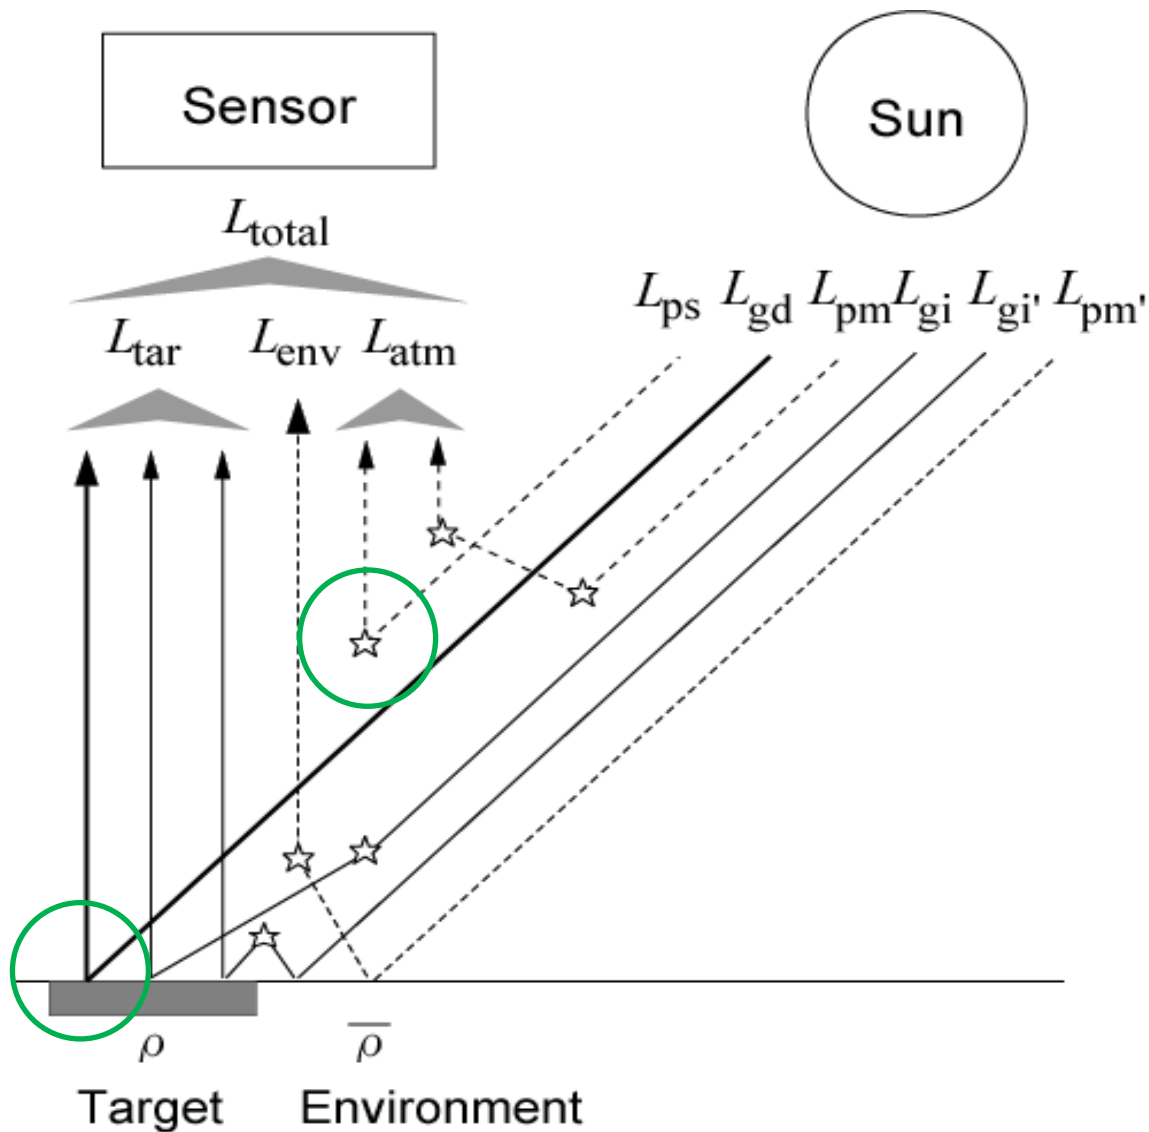 Sensor
Sun
Ltotal
Lps Lgd Lpm Lgi Lgi' Lpm'
Ltar Lenv Latm
ρ ρ̅
Target Environment